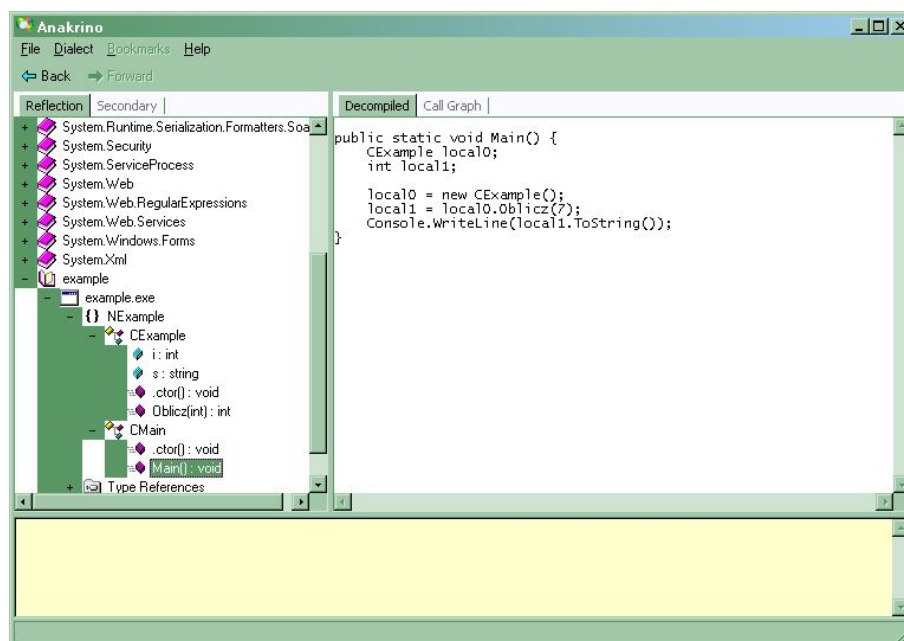 Anakrino
File Dialect Bookmarks Help
Back Forward
Reflection Secondary
System.Runtime.Serialization.Formatters.Soa
System.Security
System.ServiceProcess
System.Web
System.Web.RegularExpressions
System.Web.Services
System.Windows.Forms
System.Xml
example
example.exe
{} NExample
CExample
i : int
s : string
.ctor() : void
Oblicz(int) : int
CMain
.ctor() : void
Main() : void
Type References
Decompiled Call Graph
public static void Main() {
CExample local0;
int local1;
local0 = new CExample();
local1 = local0.Oblicz(7);
Console.WriteLine(local1.ToString());
}